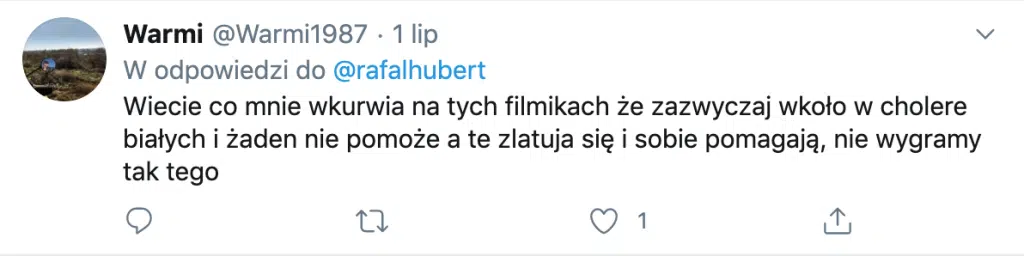 Warmi @Warmi1987 · 1 lip
W odpowiedzi do @rafalhubert
Wiecie co mnie wkurwia na tych filmikach że zazwyczaj wkoło w cholere
białych i żaden nie pomoże a te zlatuja się i sobie pomagają, nie wygramy
tak tego
1